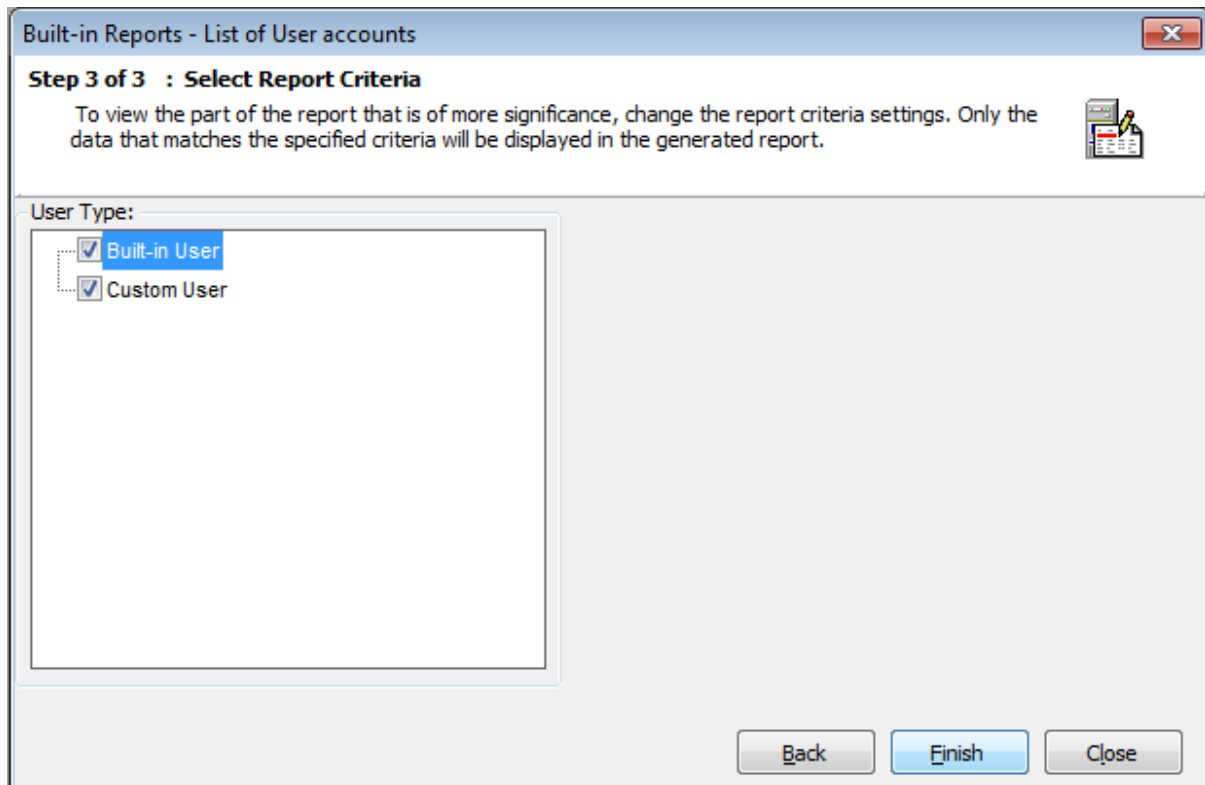 Built-in Reports - List of User accounts
Step 3 of 3 : Select Report Criteria
To view the part of the report that is of more significance, change the report criteria settings. Only the
data that matches the specified criteria will be displayed in the generated report.
User Type:
Built-in User
Custom User
Back Finish Close